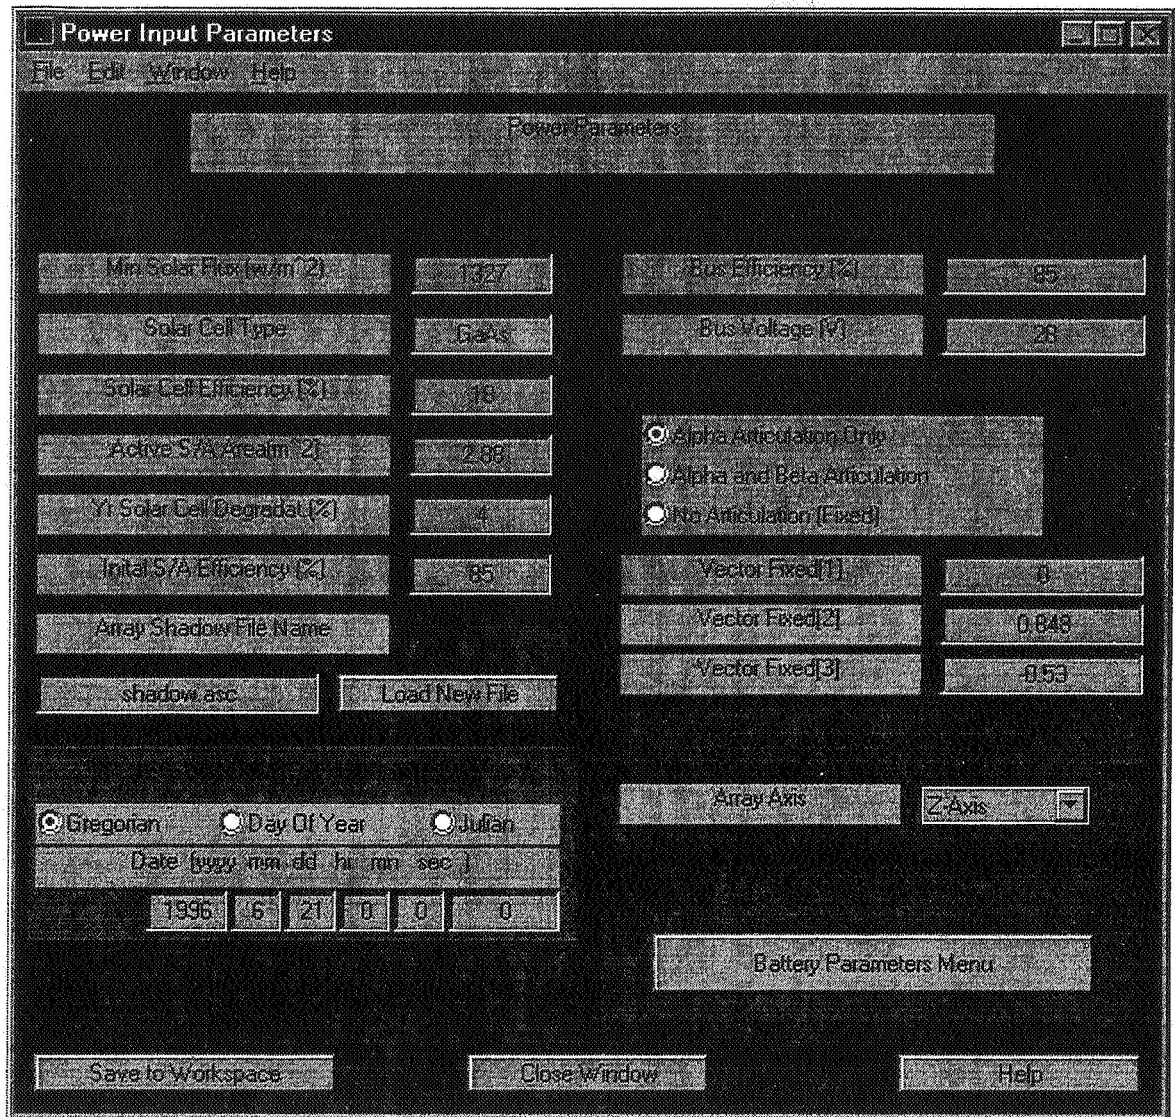 Power Input Parameters
File Edit Window Help
Power Parameters
Min Solar Flux (w/m^2)
1327
Solar Cell Type
GaAs
Solar Cell Efficiency (%)
18
Active S/A Area(m^2)
2.88
Yr Solar Cell Degradat.(%)
4
Inital S/A Efficiency (%)
85
Array Shadow File Name
shadow.asc
Load New File
Gregorian
Day Of Year
Julian
Date (yyyy mm dd hr mn sec )
1996 6 21 0 0 0
Bus Efficiency (%)
Bus Voltage (V)
28
Alpha Articulation Only
Alpha and Beta Articulation
No Articulation (Fixed)
Vector Fixed[1]
0
Vector Fixed[2]
0.848
Vector Fixed[3]
-0.53
Array Axis
Z-Axis
Battery Parameters Menu
Save to Workspace
Close Window
Help